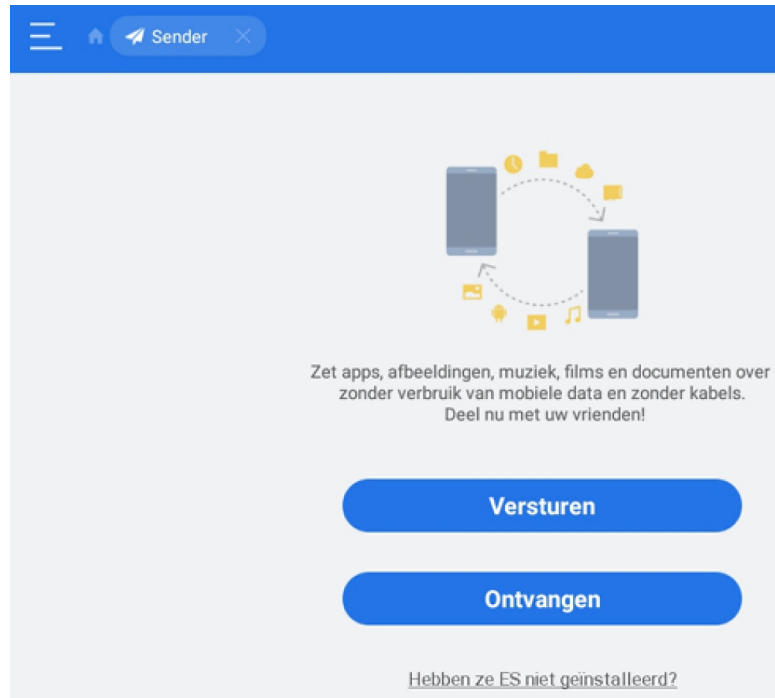 Sender
Zet apps, afbeeldingen, muziek, films en documenten over
zonder verbruik van mobiele data en zonder kabels.
Deel nu met uw vrienden!
Versturen
Ontvangen
Hebben ze ES niet geïnstalleerd?